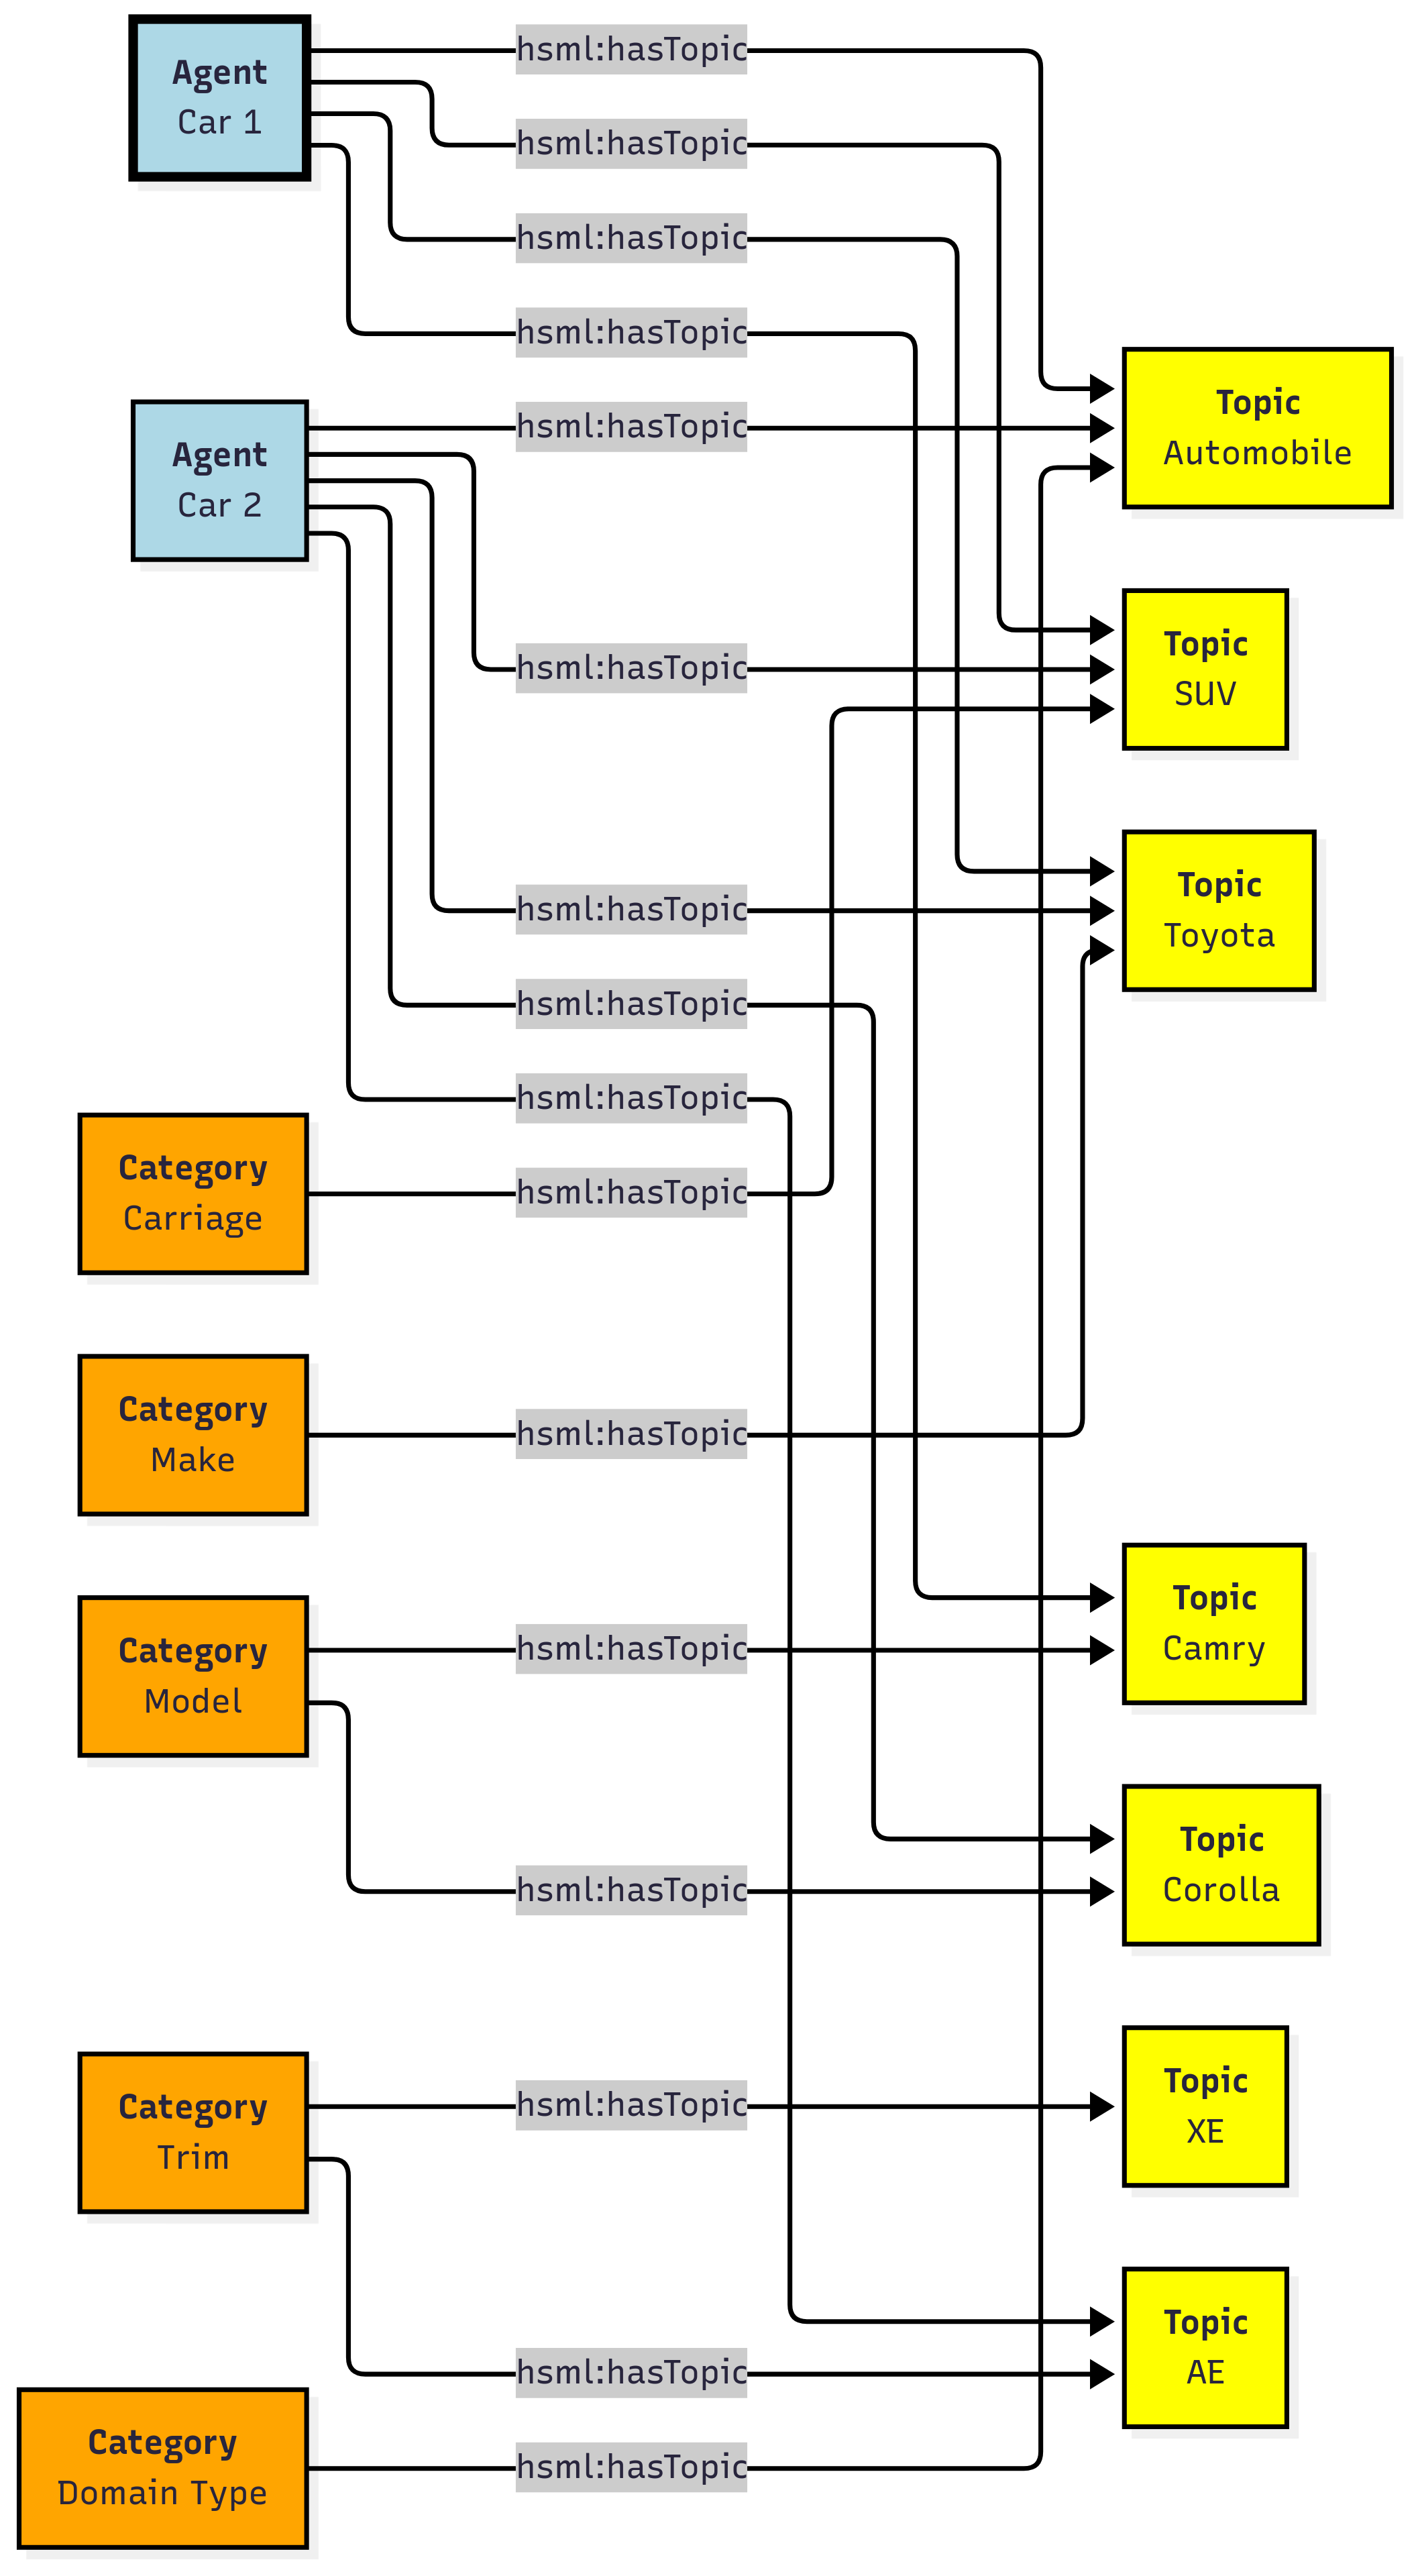 Agent
Car 1
hsml:hasTopic
hsml:hasTopic
hsml:hasTopic
hsml:hasTopic
Agent
Car 2
hsml:hasTopic
Topic
Automobile
hsml:hasTopic
Topic
SUV
hsml:hasTopic
Topic
Toyota
hsml:hasTopic
hsml:hasTopic
Category
Carriage
hsml:hasTopic
Category
Make
hsml:hasTopic
Category
Model
hsml:hasTopic
Topic
Camry
hsml:hasTopic
Topic
Corolla
Category
Trim
hsml:hasTopic
Topic
XE
hsml:hasTopic
Topic
AE
Category
Domain Type
hsml:hasTopic